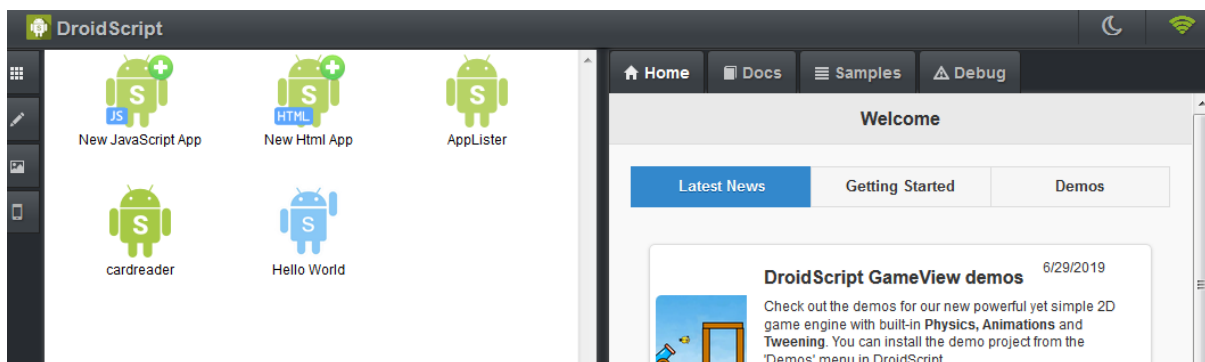 DroidScript
S
JS
New JavaScript App
S
HTML
New Html App
S
AppLister
S
cardreader
S
Hello World
Home
Docs
Samples
Debug
Welcome
Latest News
Getting Started
Demos
DroidScript GameView demos
6/29/2019
Check out the demos for our new powerful yet simple 2D
game engine with built-in Physics, Animations and
Tweening. You can install the demo project from the
'Demos' menu in DroidScript